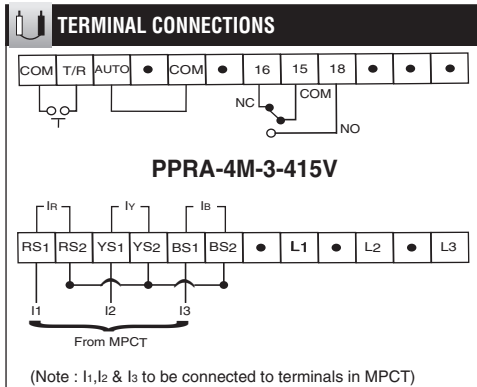 TERMINAL CONNECTIONS
COM T/R AUTO ● COM ● 16 15 18 ● ● ●
NC COM NO
PPRA-4M-3-415V
IR IY IB
RS1 RS2 YS1 YS2 BS1 BS2 ● L1 ● L2 ● L3
I1 I2 I3
From MPCT
(Note : I1,I2 & I3 to be connected to terminals in MPCT)